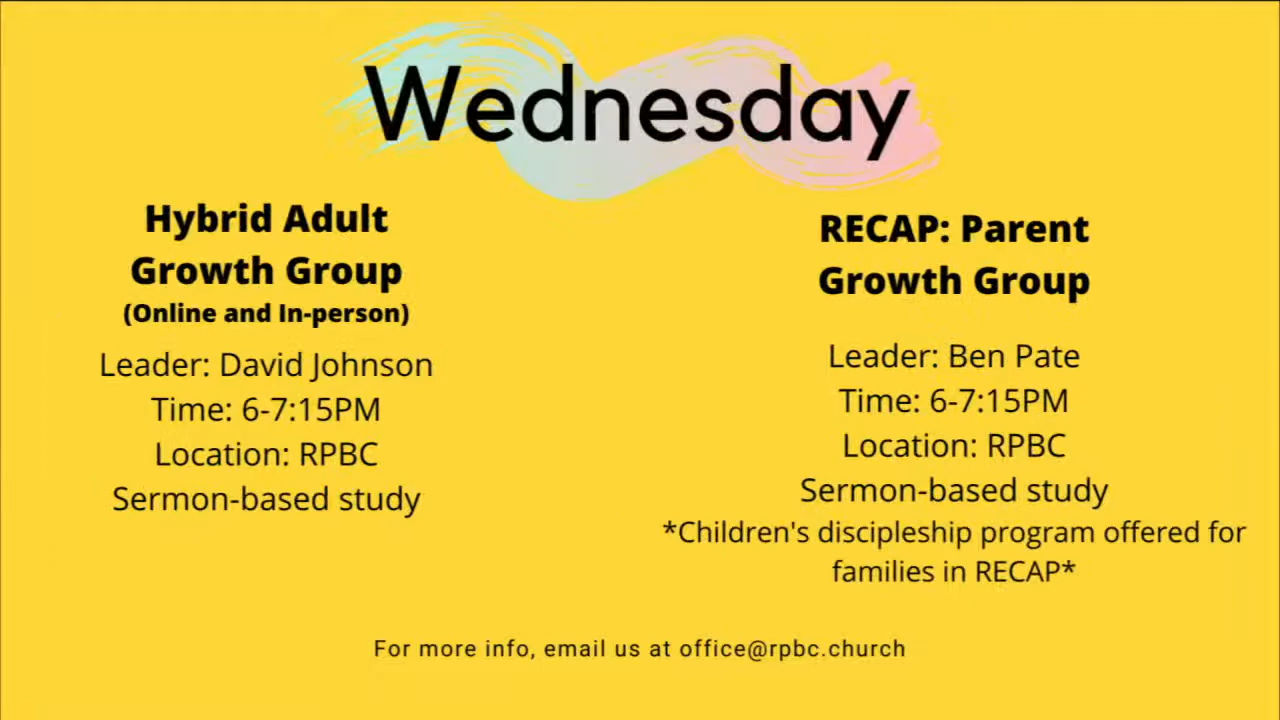 Wednesday
Hybrid Adult
Growth Group
(Online and In-person)
Leader: David Johnson
Time: 6-7:15PM
Location: RPBC
Sermon-based study
RECAP: Parent
Growth Group
Leader: Ben Pate
Time: 6-7:15PM
Location: RPBC
Sermon-based study
*Children's discipleship program offered for
families in RECAP*
For more info, email us at office@rpbc.church